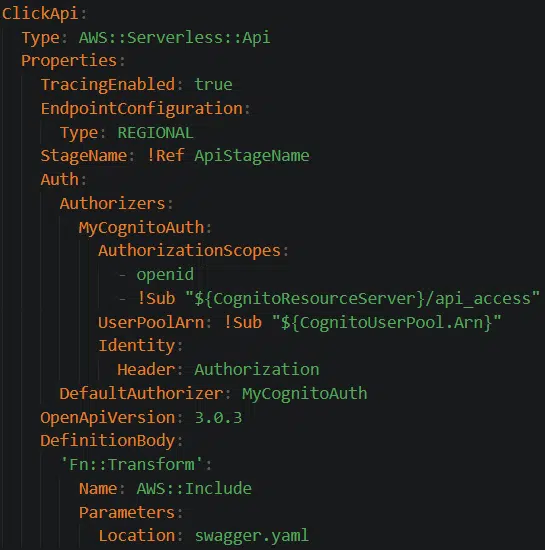 ClickApi:
  Type: AWS::Serverless::Api
  Properties:
    TracingEnabled: true
    EndpointConfiguration:
      Type: REGIONAL
    StageName: !Ref ApiStageName
    Auth:
      Authorizers:
        MyCognitoAuth:
          AuthorizationScopes:
            - openid
            - !Sub "${CognitoResourceServer}/api_access"
          UserPoolArn: !Sub "${CognitoUserPool.Arn}"
          Identity:
            Header: Authorization
      DefaultAuthorizer: MyCognitoAuth
    OpenApiVersion: 3.0.3
    DefinitionBody:
      'Fn::Transform':
        Name: AWS::Include
        Parameters:
          Location: swagger.yaml